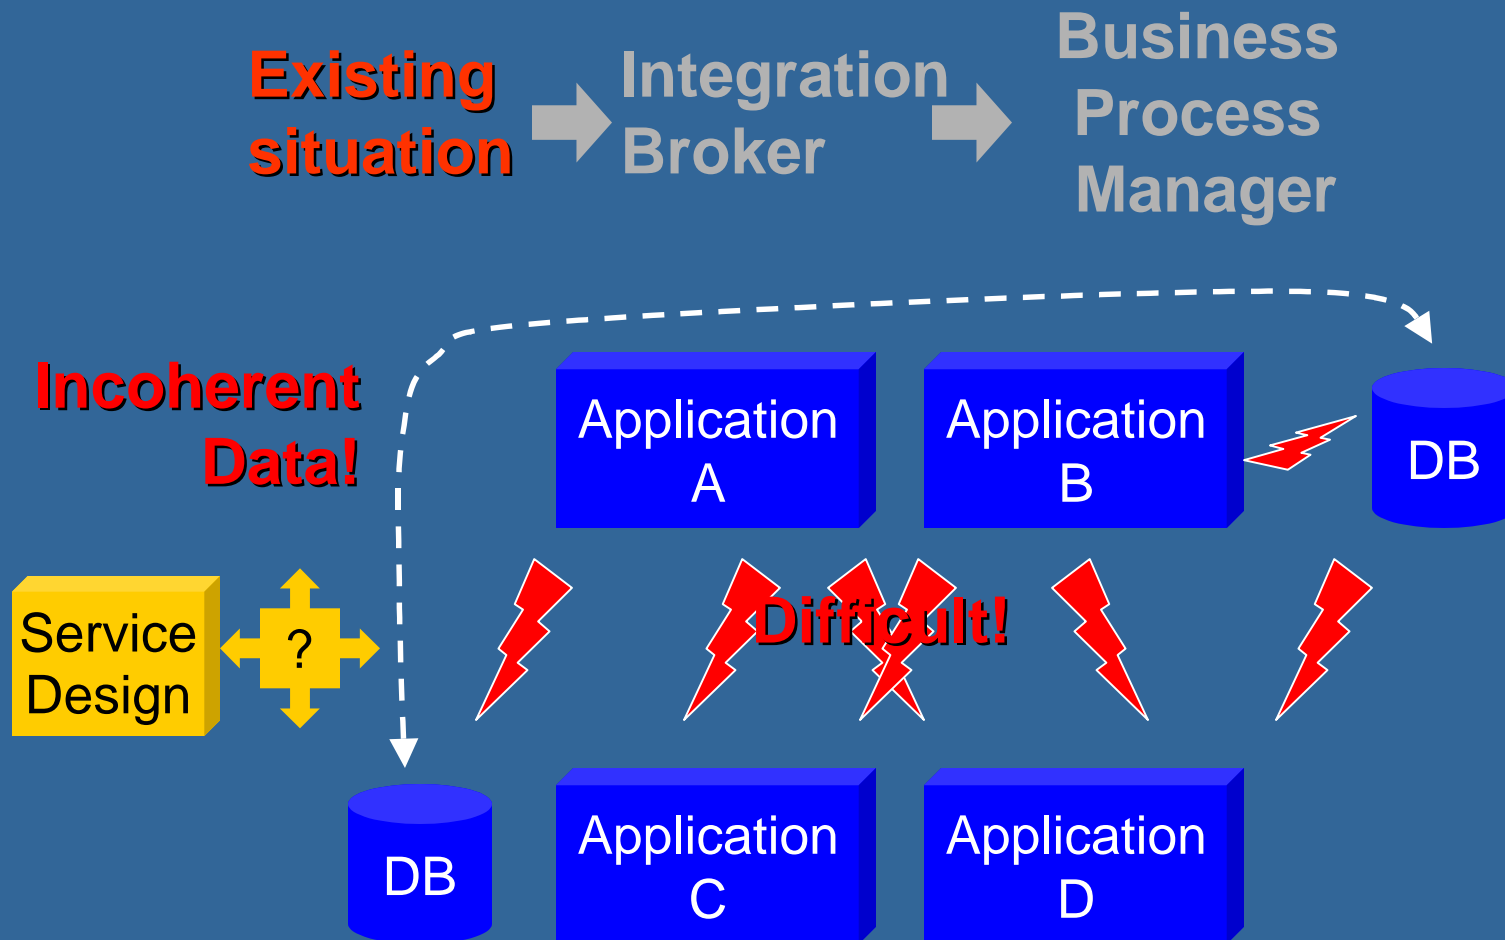 Existing
situation
Integration
Broker
Business
Process
Manager
Incoherent
Data!
Application
A
Application
B
DB
Service
Design
?
Difficult!
DB
Application
C
Application
D